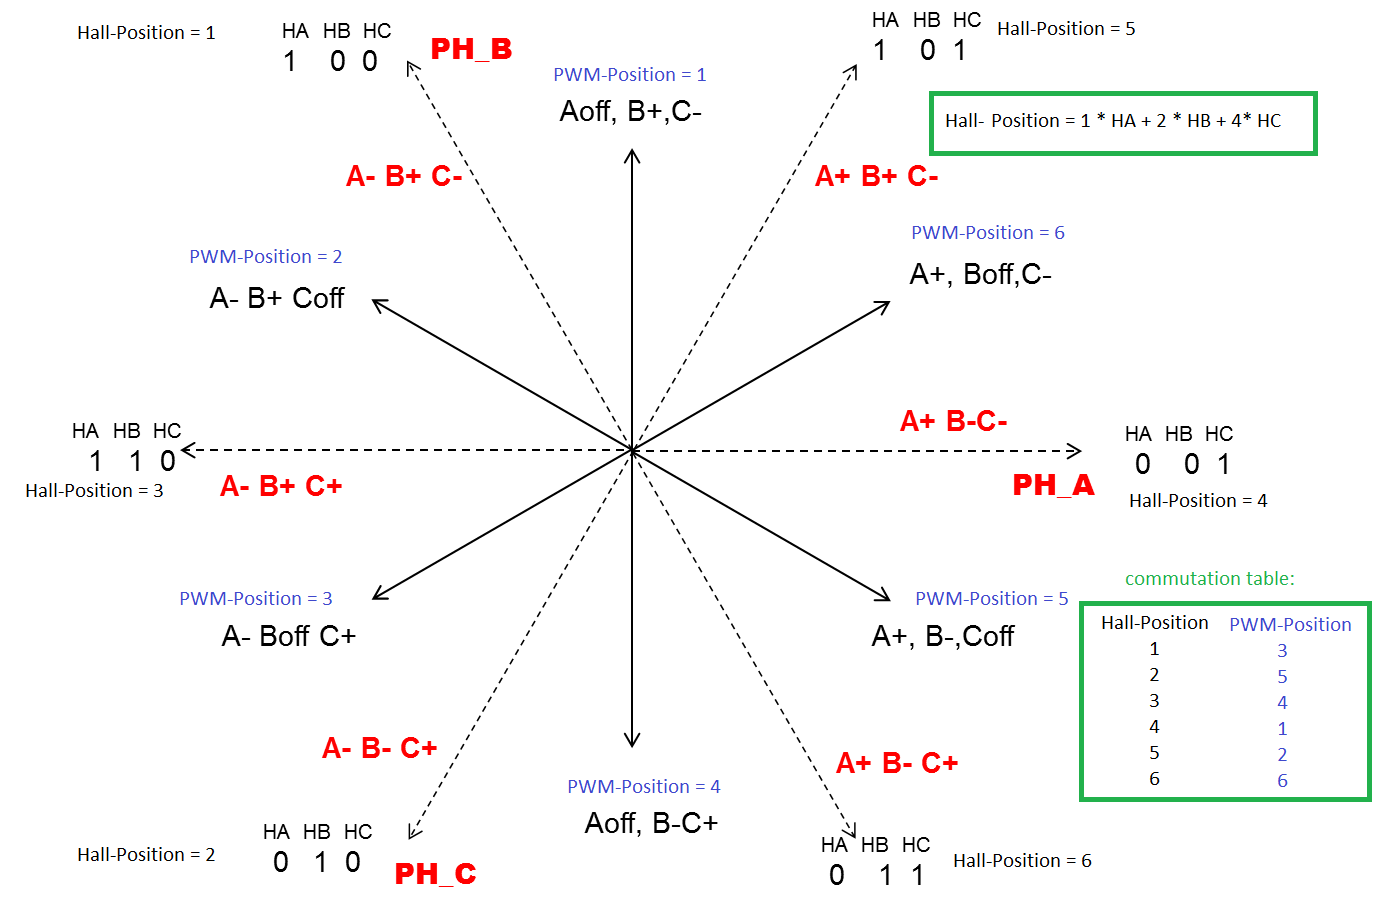 Hall-Position = 1
HA HB HC
1 0 0
PH_B
PWM-Position = 1
Aoff, B+,C-
HA HB HC
1 0 1
Hall-Position = 5
Hall- Position = 1 * HA + 2 * HB + 4* HC
A- B+ C-
A+ B+ C-
PWM-Position = 2
A- B+ Coff
PWM-Position = 6
A+, Boff,C-
HA HB HC
1 1 0
Hall-Position = 3
A- B+ C+
A+ B-C-
PH_A
HA HB HC
0 0 1
Hall-Position = 4
PWM-Position = 3
A- Boff C+
PWM-Position = 5
A+, B-,Coff
commutation table:
Hall-Position PWM-Position
1 3
2 5
3 4
4 1
5 2
6 6
A- B- C+
A+ B- C+
PWM-Position = 4
Aoff, B-C+
Hall-Position = 2
HA HB HC
0 1 0
PH_C
HA HB HC
0 1 1
Hall-Position = 6